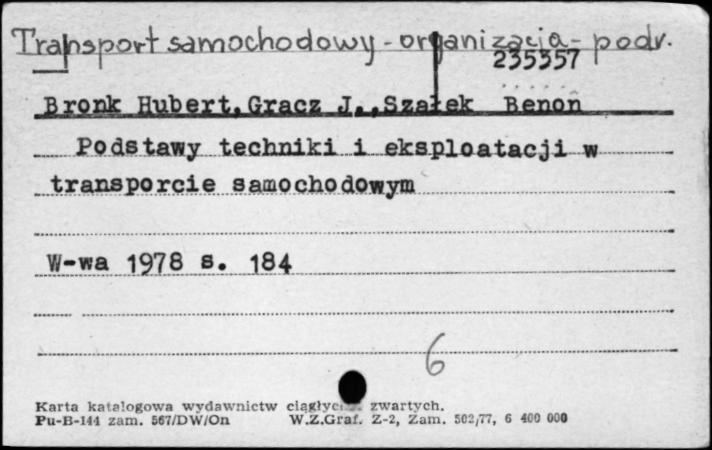 Transport samochodowy - organizacja - podr.
235357
Bronk Hubert, Gracz J., Szałek Benon
Podstawy techniki i eksploatacji w
transporcie samochodowym
W-wa 1978 s. 184
6
Karta katalogowa wydawnictw ciągłych zwartych.
Pu-B-144 zam. 567/DW/On W.Z.Graf. Z-2, Zam. 502/77, 6 400 000